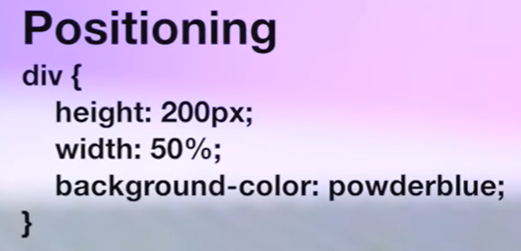 Positioning
div {
height: 200px;
width: 50%;
background-color: powderblue;
}